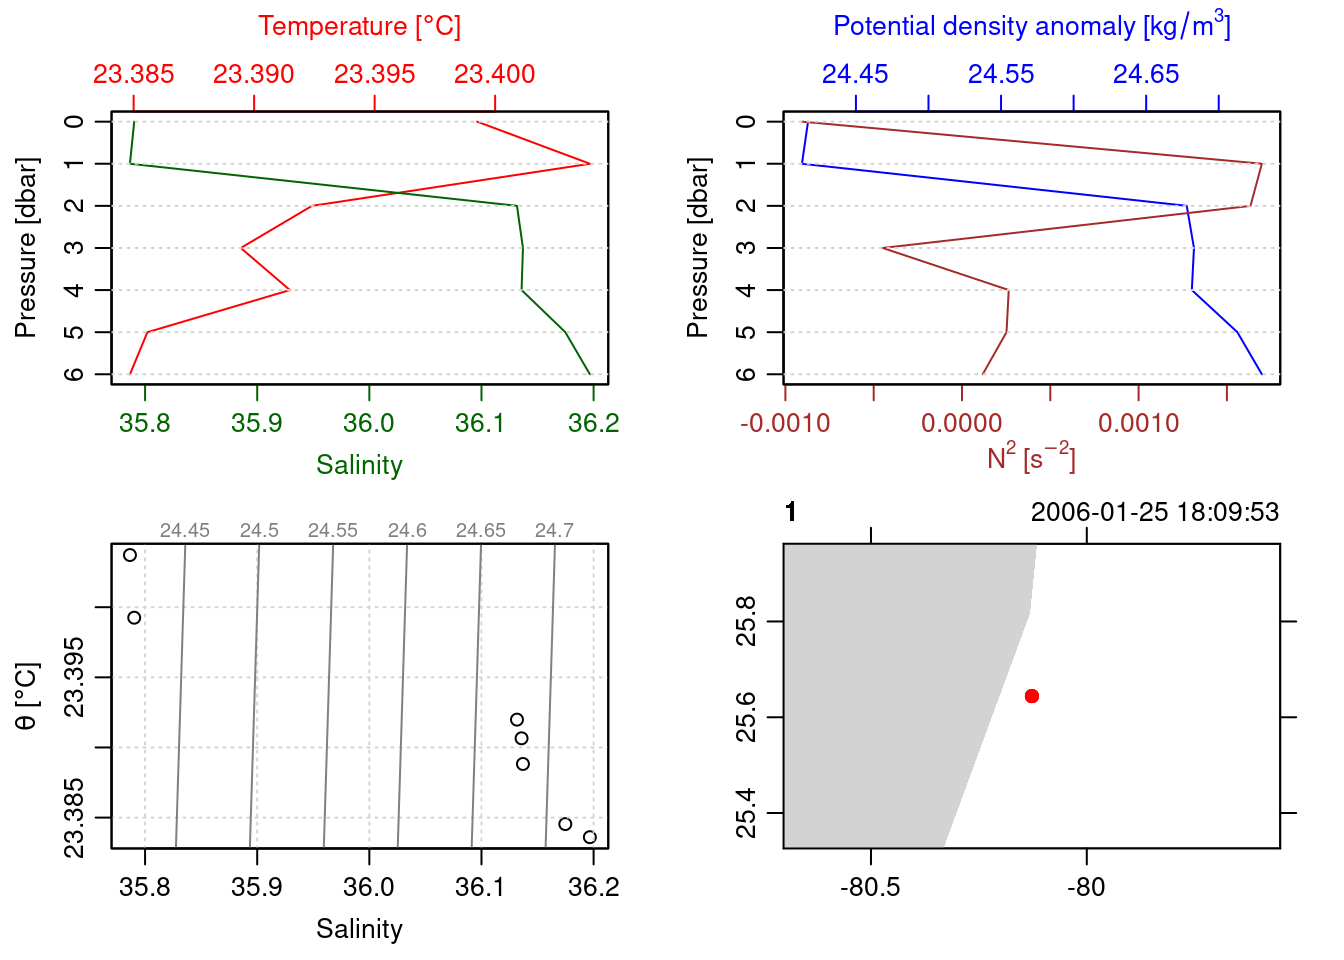 Temperature [°C]
23.385 23.390 23.395 23.400
0
1
2
3
4
5
6
Pressure [dbar]
35.8 35.9 36.0 36.1 36.2
Salinity
Potential density anomaly [kg/m³]
24.45 24.55 24.65
0
1
2
3
4
5
6
Pressure [dbar]
-0.0010 0.0000 0.0010
N² [s⁻²]
24.45 24.5 24.55 24.6 24.65 24.7
23.395
23.385
θ [°C]
35.8 35.9 36.0 36.1 36.2
Salinity
1 2006-01-25 18:09:53
25.8
25.6
25.4
-80.5 -80